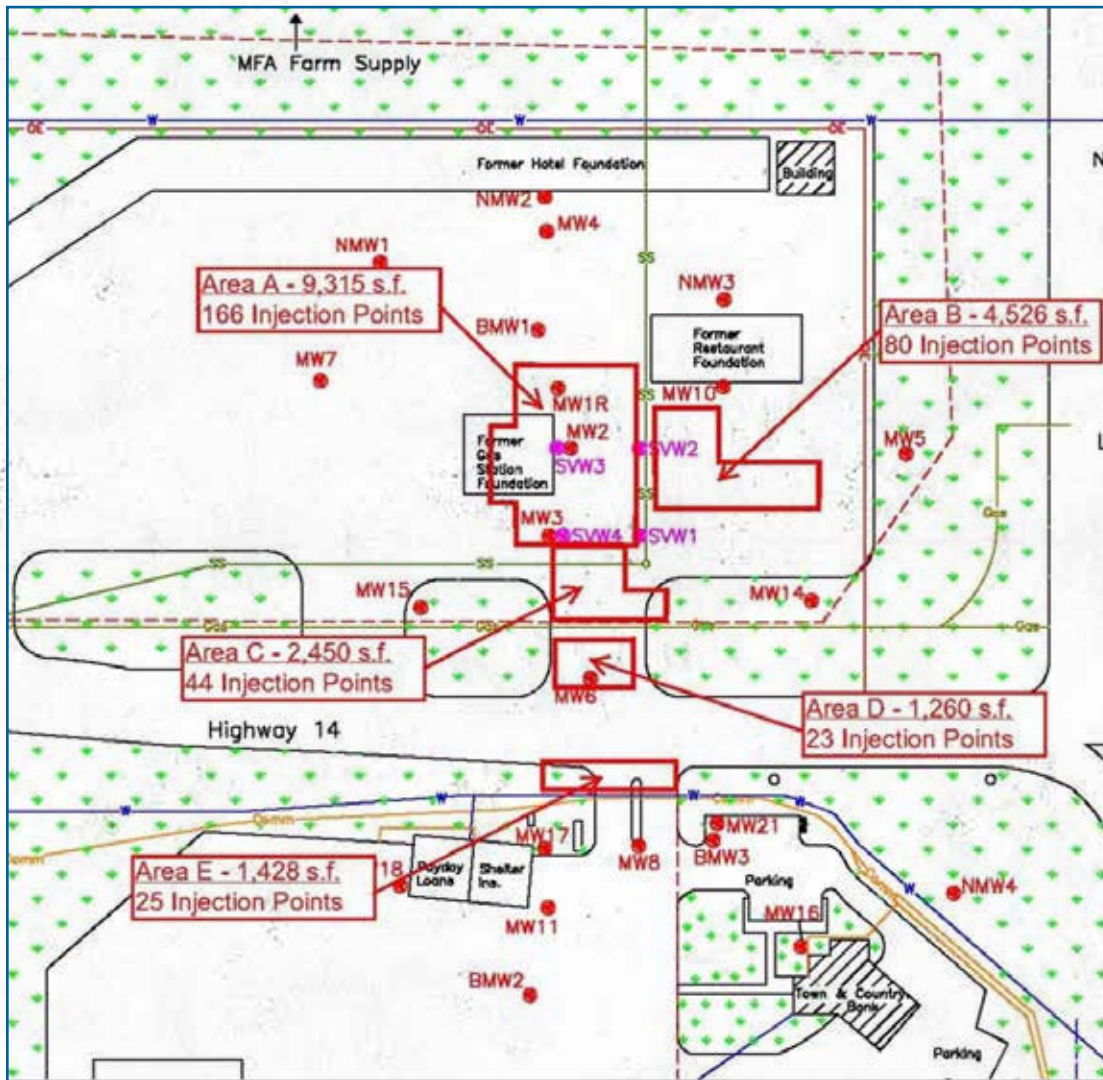 MFA Farm Supply
W
W
W
OE
OE
OE
Former Hotel Foundation
Building
N
NMW2
MW4
NMW1
SS
NMW3
Area A - 9,315 s.f.
166 Injection Points
Area B - 4,526 s.f.
80 Injection Points
BMW1
Former
Restaurant
Foundation
MW7
MW10
MW1R
SS
MW2
Former
Gas
Station
Foundation
SVW3
SVW2
MW5
L
SS
Gas
MW3
SVW4
SVW1
SS
MW15
MW14
Gas
Gas
Gas
Gas
Area C - 2,450 s.f.
44 Injection Points
MW6
Area D - 1,260 s.f.
23 Injection Points
Highway 14
W
W
W
Comm
Comm
Comm
MW17
MW21
BMW3
MW8
Payday
Loans
Shelter
Ins.
18
Comm
W
NMW4
Area E - 1,428 s.f.
25 Injection Points
Parking
MW11
MW16
BMW2
Town & Country
Bank
Parking